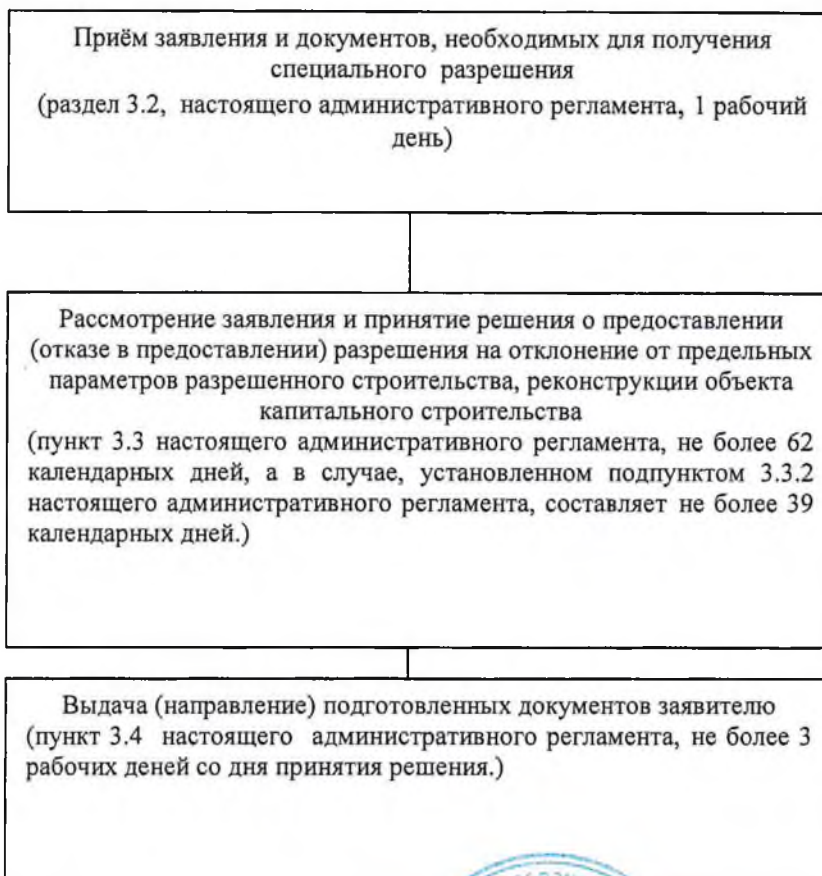 Приём заявления и документов, необходимых для получения
специального разрешения
(раздел 3.2, настоящего административного регламента, 1 рабочий
день)
Рассмотрение заявления и принятие решения о предоставлении
(отказе в предоставлении) разрешения на отклонение от предельных
параметров разрешенного строительства, реконструкции объекта
капитального строительства
(пункт 3.3 настоящего административного регламента, не более 62
календарных дней, а в случае, установленном подпунктом 3.3.2
настоящего административного регламента, составляет не более 39
календарных дней.)
Выдача (направление) подготовленных документов заявителю
(пункт 3.4 настоящего административного регламента, не более 3
рабочих деней со дня принятия решения.)